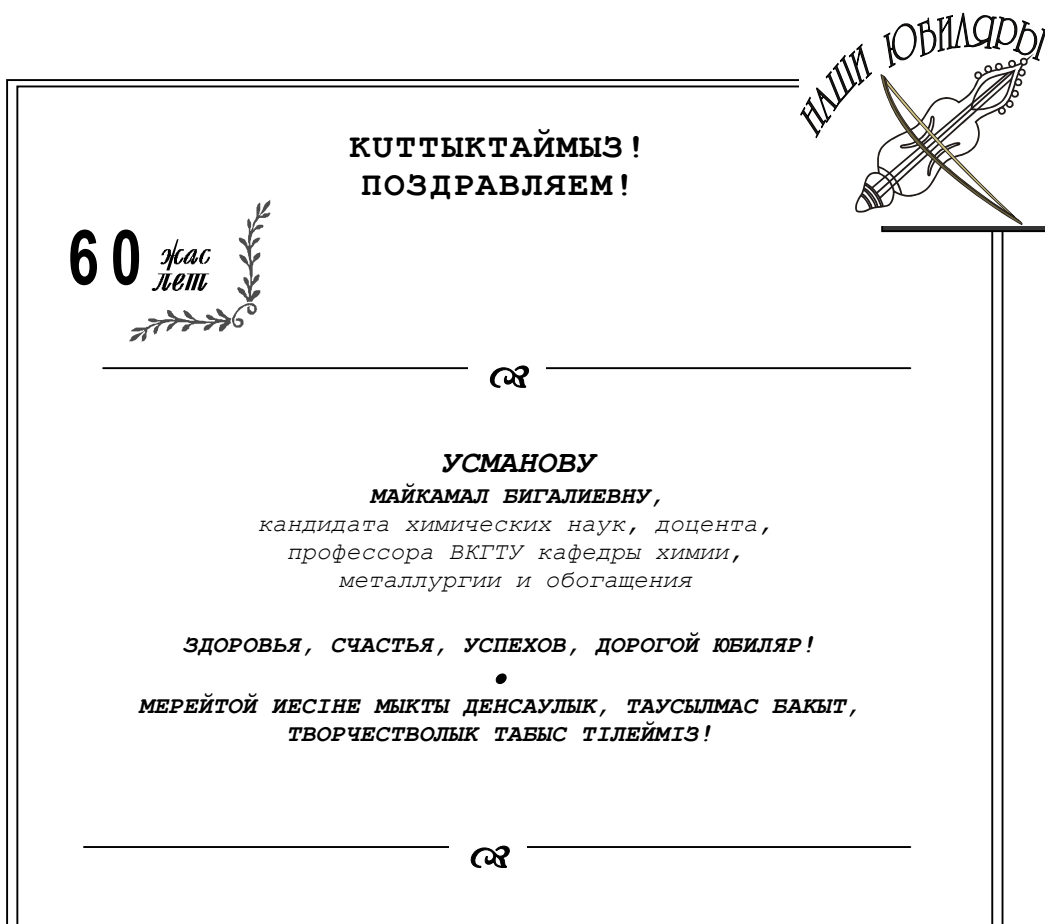 НАШИ ЮБИЛЯРЫ
КUТТЫКТАЙМЫЗ!
ПОЗДРАВЛЯЕМ!
60 жас
лет
УСМАНОВУ
МАЙКАМАЛ БИГАЛИЕВНУ,
кандидата химических наук, доцента,
профессора ВКГТУ кафедры химии,
металлургии и обогащения
ЗДОРОВЬЯ, СЧАСТЬЯ, УСПЕХОВ, ДОРОГОЙ ЮБИЛЯР!
•
МЕРЕЙТОЙ ИЕСІНЕ МЫКТЫ ДЕНСАУЛЫК, ТАУСЫЛМАС БАКЫТ,
ТВОРЧЕСТВОЛЫК ТАБЫС ТІЛЕЙМІЗ!